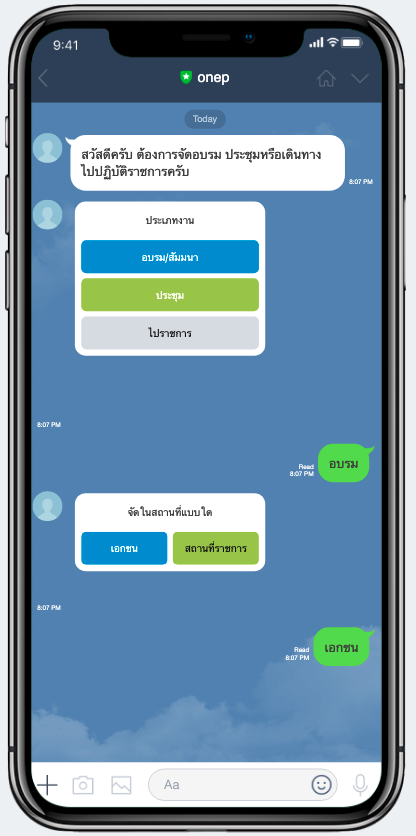 9:41
onep
Today
สวัสดีครับ ต้องการจัดอบรม ประชุมหรือเดินทาง
ไปปฏิบัติราชการครับ
8:07 PM
ประเภทงาน
อบรม/สัมมนา
ประชุม
ไปราชการ
8:07 PM
Read
8:07 PM
อบรม
จัดในสถานที่แบบใด
เอกชน
สถานที่ราชการ
8:07 PM
Read
8:07 PM
เอกชน
Aa